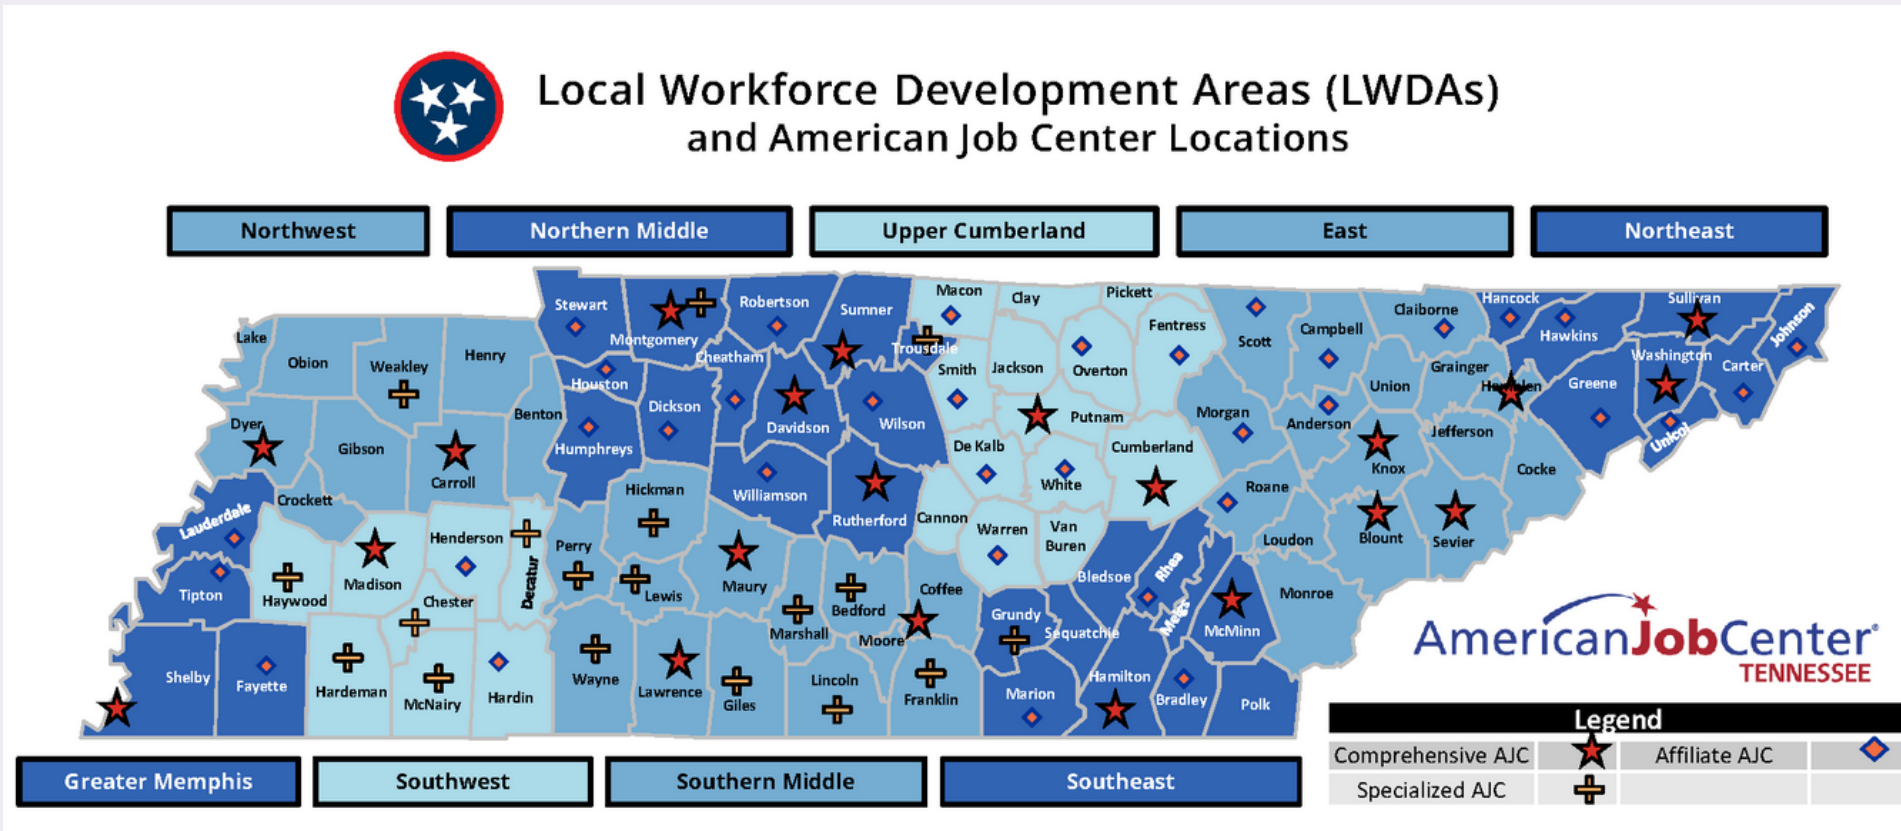 Local Workforce Development Areas (LWDAs)
and American Job Center Locations
Northwest
Northern Middle
Upper Cumberland
East
Northeast
Lake
Obion
Weakley
Henry
Dyer
Gibson
Carroll
Benton
Crockett
Stewart
Montgomery
Robertson
Sumner
Trousdale
Houston
Cheatham
Dickson
Humphreys
Davidson
Wilson
Williamson
Rutherford
Macon
Clay
Pickett
Smith
Jackson
Overton
Fentress
Putnam
De Kalb
White
Cumberland
Cannon
Warren
Van
Buren
Scott
Campbell
Claiborne
Union
Grainger
Hamblen
Morgan
Anderson
Knox
Jefferson
Cocke
Roane
Loudon
Blount
Sevier
Monroe
Hancock
Hawkins
Sullivan
Johnson
Washington
Carter
Greene
Unicoi
Lauderdale
Tipton
Shelby
Fayette
Haywood
Madison
Henderson
Decatur
Chester
Hardeman
McNairy
Hardin
Hickman
Perry
Lewis
Maury
Marshall
Bedford
Coffee
Moore
Wayne
Lawrence
Giles
Lincoln
Franklin
Bledsoe
Rhea
Meigs
McMinn
Grundy
Sequatchie
Marion
Hamilton
Bradley
Polk
Greater Memphis
Southwest
Southern Middle
Southeast
AmericanJobCenter®
TENNESSEE
Legend
Comprehensive AJC
Affiliate AJC
Specialized AJC